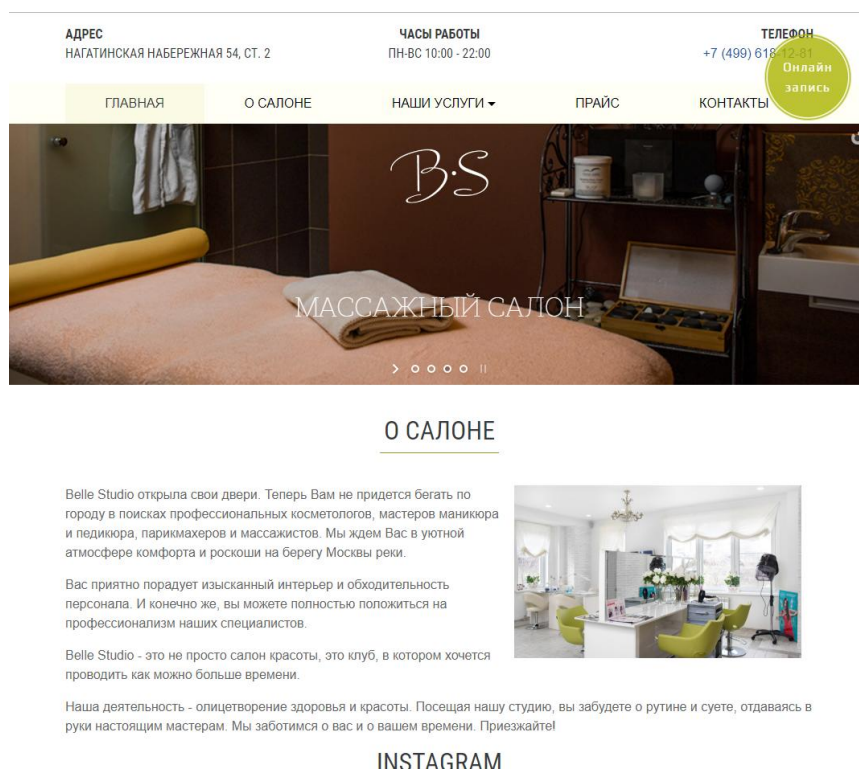 АДРЕС
НАГАТИНСКАЯ НАБЕРЕЖНАЯ 54, СТ. 2
ЧАСЫ РАБОТЫ
ПН-ВС 10:00 - 22:00
ТЕЛЕФОН
+7 (499) 618-12-81
Онлайн
запись
ГЛАВНАЯ
О САЛОНЕ
НАШИ УСЛУГИ
ПРАЙС
КОНТАКТЫ
B·S
МАССАЖНЫЙ САЛОН
О САЛОНЕ
Belle Studio открыла свои двери. Теперь Вам не придется бегать по
городу в поисках профессиональных косметологов, мастеров маникюра
и педикюра, парикмахеров и массажистов. Мы ждем Вас в уютной
атмосфере комфорта и роскоши на берегу Москвы реки.
Вас приятно порадует изысканный интерьер и обходительность
персонала. И конечно же, вы можете полностью положиться на
профессионализм наших специалистов.
Belle Studio - это не просто салон красоты, это клуб, в котором хочется
проводить как можно больше времени.
Наша деятельность - олицетворение здоровья и красоты. Посещая нашу студию, вы забудете о рутине и суете, отдаваясь в
руки настоящим мастерам. Мы заботимся о вас и о вашем времени. Приезжайте!
INSTAGRAM